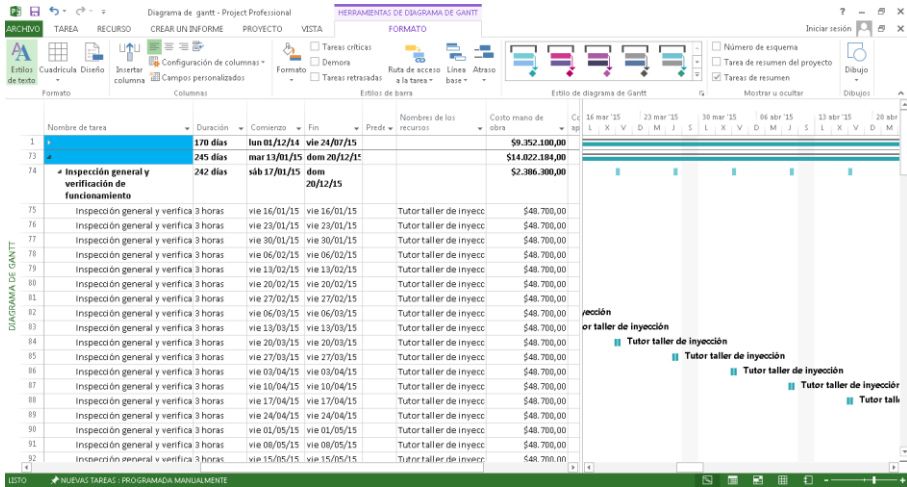 Diagrama de gantt - Project Professional
HERRAMIENTAS DE DIAGRAMA DE GANTT
ARCHIVO TAREA RECURSO CREAR UN INFORME PROYECTO VISTA FORMATO Iniciar sesión
Estilos de texto
Cuadrícula
Diseño
Formato
Insertar columna
Configuración de columnas
Campos personalizados
Columnas
Formato
Tareas críticas
Demora
Tareas retrasadas
Ruta de acceso a la tarea
Línea base
Atraso
Estilos de barra
Estilo de diagrama de Gantt
Número de esquema
Tarea de resumen del proyecto
Tareas de resumen
Mostrar u ocultar
Dibujo
Dibujos
Nombre de tarea Duración Comienzo Fin Prede Nombres de los recursos Costo mano de obra Cc ap
16 mar '15 23 mar '15 30 mar '15 06 abr '15 13 abr '15 20 abr
L X V D M J S L X V D M J S L X V D M
1 170 días lun 01/12/14 vie 24/07/15 $9.352.100,00
73 245 días mar 13/01/15 dom 20/12/15 $14.022.184,00
74 Inspección general y verificación de funcionamiento 242 días sáb 17/01/15 dom 20/12/15 $2.386.300,00
75 Inspección general y verifica 3 horas vie 16/01/15 vie 16/01/15 Tutor taller de inyecc $48.700,00
76 Inspección general y verifica 3 horas vie 23/01/15 vie 23/01/15 Tutor taller de inyecc $48.700,00
77 Inspección general y verifica 3 horas vie 30/01/15 vie 30/01/15 Tutor taller de inyecc $48.700,00
78 Inspección general y verifica 3 horas vie 06/02/15 vie 06/02/15 Tutor taller de inyecc $48.700,00
79 Inspección general y verifica 3 horas vie 13/02/15 vie 13/02/15 Tutor taller de inyecc $48.700,00
80 Inspección general y verifica 3 horas vie 20/02/15 vie 20/02/15 Tutor taller de inyecc $48.700,00
81 Inspección general y verifica 3 horas vie 27/02/15 vie 27/02/15 Tutor taller de inyecc $48.700,00
82 Inspección general y verifica 3 horas vie 06/03/15 vie 06/03/15 Tutor taller de inyecc $48.700,00 yección
83 Inspección general y verifica 3 horas vie 13/03/15 vie 13/03/15 Tutor taller de inyecc $48.700,00 or taller de inyección
84 Inspección general y verifica 3 horas vie 20/03/15 vie 20/03/15 Tutor taller de inyecc $48.700,00 Tutor taller de inyección
85 Inspección general y verifica 3 horas vie 27/03/15 vie 27/03/15 Tutor taller de inyecc $48.700,00 Tutor taller de inyección
86 Inspección general y verifica 3 horas vie 03/04/15 vie 03/04/15 Tutor taller de inyecc $48.700,00 Tutor taller de inyección
87 Inspección general y verifica 3 horas vie 10/04/15 vie 10/04/15 Tutor taller de inyecc $48.700,00 Tutor taller de inyección
88 Inspección general y verifica 3 horas vie 17/04/15 vie 17/04/15 Tutor taller de inyecc $48.700,00 Tutor tall
89 Inspección general y verifica 3 horas vie 24/04/15 vie 24/04/15 Tutor taller de inyecc $48.700,00
90 Inspección general y verifica 3 horas vie 01/05/15 vie 01/05/15 Tutor taller de inyecc $48.700,00
91 Inspección general y verifica 3 horas vie 08/05/15 vie 08/05/15 Tutor taller de inyecc $48.700,00
92 Inspección general y verifica 3 horas vie 15/05/15 vie 15/05/15 Tutor taller de inyecc $48.700,00
DIAGRAMA DE GANTT
LISTO NUEVAS TAREAS : PROGRAMADA MANUALMENTE